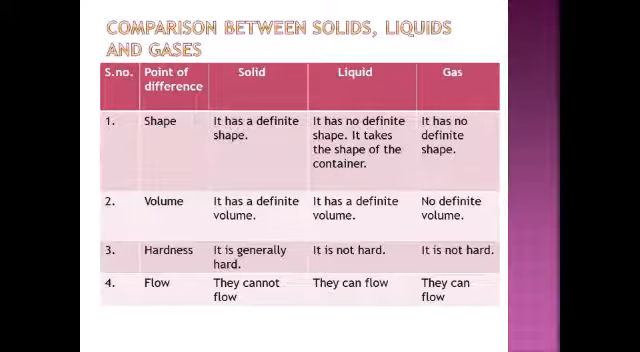 COMPARISON BETWEEN SOLIDS, LIQUIDS
AND GASES
S.no. Point of difference Solid Liquid Gas
1. Shape It has a definite shape. It has no definite shape. It takes the shape of the container. It has no definite shape.
2. Volume It has a definite volume. It has a definite volume. No definite volume.
3. Hardness It is generally hard. It is not hard. It is not hard.
4. Flow They cannot flow They can flow They can flow